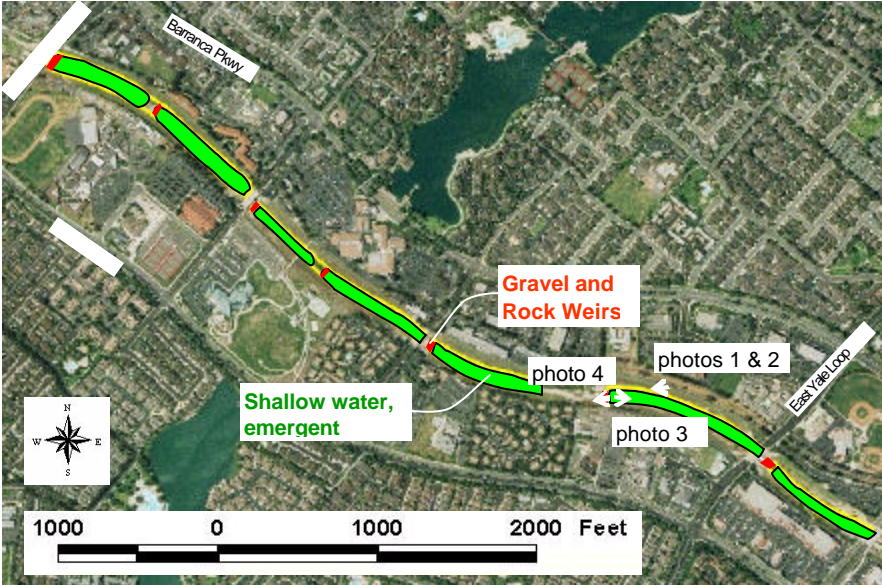 Barranca Pkwy
Gravel and
Rock Weirs
photo 4
photos 1 & 2
East Yale Loop
Shallow water,
emergent
photo 3
N
W E
S
1000 0 1000 2000 Feet